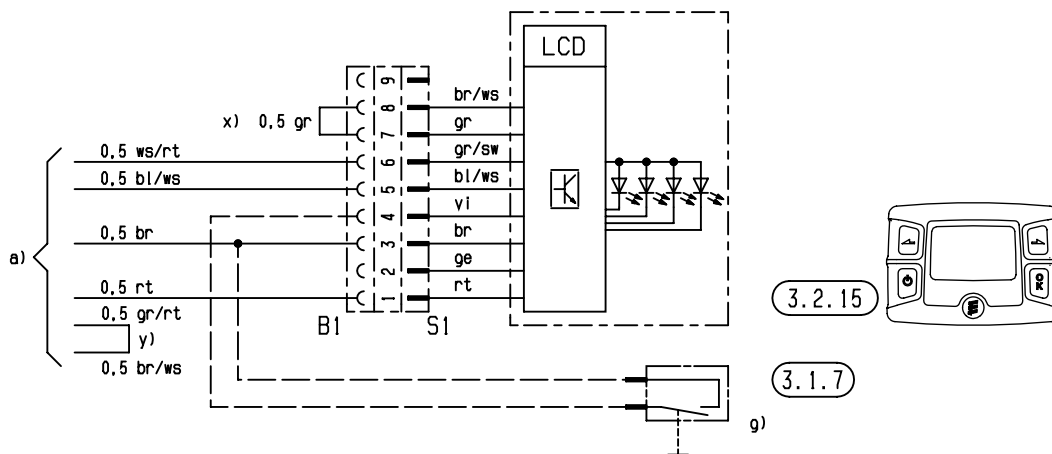 LCD
9
8
7
6
5
4
3
2
1
x) 0,5 gr
br/ws
gr
gr/sw
bl/ws
vi
br
ge
rt
0,5 ws/rt
0,5 bl/ws
0,5 br
a)
0,5 rt
0,5 gr/rt
y)
0,5 br/ws
B1
S1
3.2.15
OK
3.1.7
g)